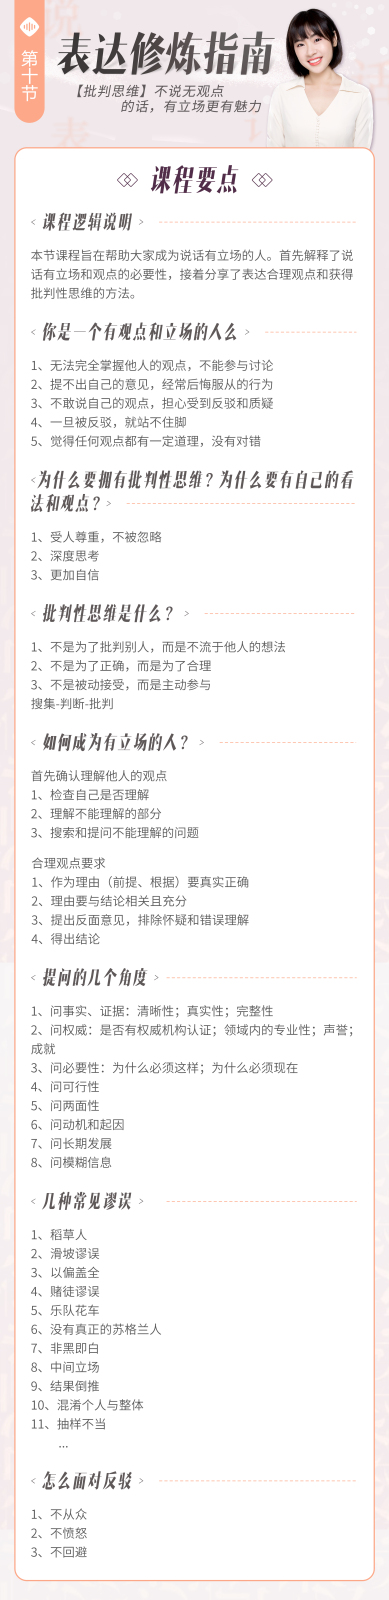 第十节
表达修炼指南
【批判思维】不说无观点
的话，有立场更有魅力
课程要点
< 课程逻辑说明 >
本节课程旨在帮助大家成为说话有立场的人。首先解释了说
话有立场和观点的必要性，接着分享了表达合理观点和获得
批判性思维的方法。
< 你是一个有观点和立场的人么 >
1、无法完全掌握他人的观点，不能参与讨论
2、提不出自己的意见，经常后悔服从的行为
3、不敢说自己的观点，担心受到反驳和质疑
4、一旦被反驳，就站不住脚
5、觉得任何观点都有一定道理，没有对错
<为什么要拥有批判性思维？为什么要有自己的看
法和观点？>
1、受人尊重，不被忽略
2、深度思考
3、更加自信
< 批判性思维是什么？ >
1、不是为了批判别人，而是不流于他人的想法
2、不是为了正确，而是为了合理
3、不是被动接受，而是主动参与
搜集-判断-批判
< 如何成为有立场的人？ >
首先确认理解他人的观点
1、检查自己是否理解
2、理解不能理解的部分
3、搜索和提问不能理解的问题
合理观点要求
1、作为理由（前提、根据）要真实正确
2、理由要与结论相关且充分
3、提出反面意见，排除怀疑和错误理解
4、得出结论
< 提问的几个角度 >
1、问事实、证据：清晰性；真实性；完整性
2、问权威：是否有权威机构认证；领域内的专业性；声誉；
成就
3、问必要性：为什么必须这样；为什么必须现在
4、问可行性
5、问两面性
6、问动机和起因
7、问长期发展
8、问模糊信息
< 几种常见谬误 >
1、稻草人
2、滑坡谬误
3、以偏盖全
4、赌徒谬误
5、乐队花车
6、没有真正的苏格兰人
7、非黑即白
8、中间立场
9、结果倒推
10、混淆个人与整体
11、抽样不当
...
< 怎么面对反驳 >
1、不从众
2、不愤怒
3、不回避